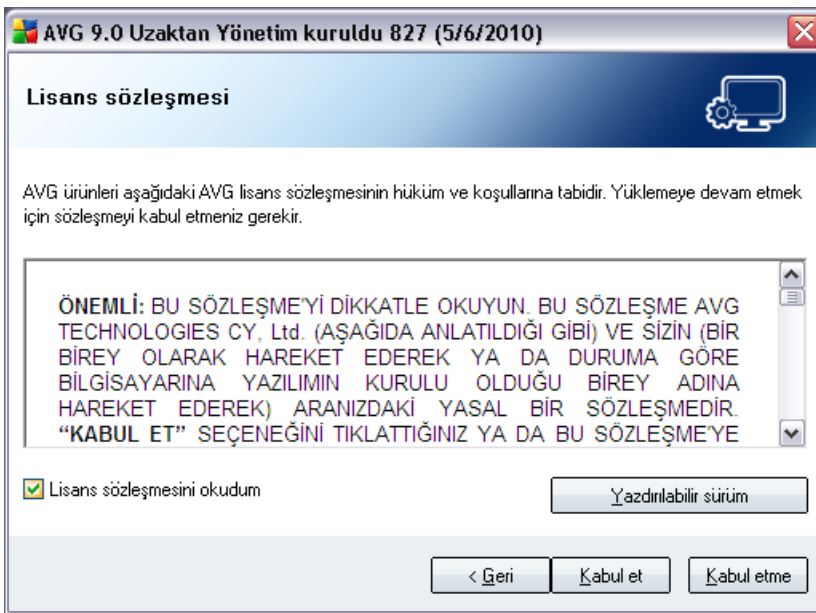 AVG 9.0 Uzaktan Yönetim kuruldu 827 (5/6/2010)
Lisans sözleşmesi
AVG ürünleri aşağıdaki AVG lisans sözleşmesinin hüküm ve koşullarına tabidir. Yüklemeye devam etmek
için sözleşmeyi kabul etmeniz gerekir.
ÖNEMLİ: BU SÖZLEŞME'Yİ DİKKATLE OKUYUN. BU SÖZLEŞME AVG
TECHNOLOGIES CY, Ltd. (AŞAĞIDA ANLATILDIĞI GİBİ) VE SİZİN (BİR
BİREY OLARAK HAREKET EDEREK YA DA DURUMA GÖRE
BİLGİSAYARINA YAZILIMIN KURULU OLDUĞU BİREY ADINA
HAREKET EDEREK) ARANIZDAKİ YASAL BİR SÖZLEŞMEDİR.
“KABUL ET” SEÇENEĞİNİ TIKLATTIĞINIZ YA DA BU SÖZLEŞME'YE
Lisans sözleşmesini okudum
Yazdırılabilir sürüm
< Geri
Kabul et
Kabul etme